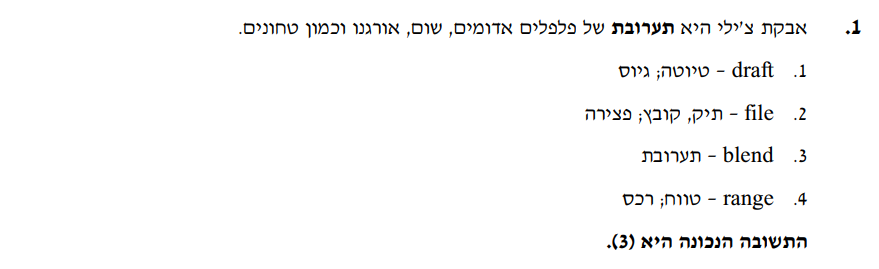 1. אבקת צ'ילי היא תערובת של פלפלים אדומים, שום, אורגנו וכמון טחונים.
1. draft – טיוטה; גיוס
2. file – תיק, קובץ; פצירה
3. blend – תערובת
4. range – טווח; רכס
התשובה הנכונה היא (3).